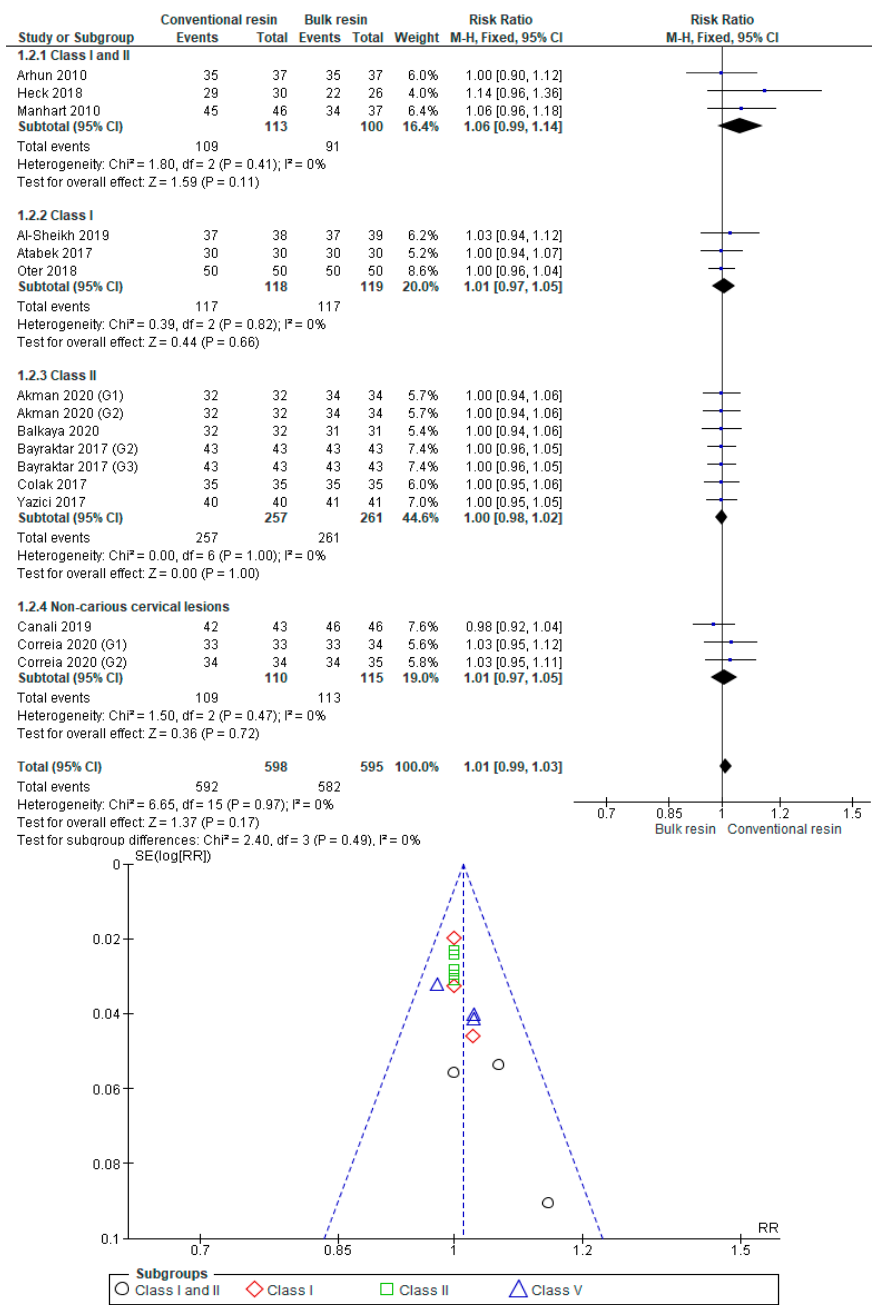 Conventional resin Bulk resin Risk Ratio Risk Ratio
Study or Subgroup Events Total Events Total Weight M-H, Fixed, 95% CI M-H, Fixed, 95% CI
1.2.1 Class I and II
Arhun 2010 35 37 35 37 6.0% 1.00 [0.90, 1.12]
Heck 2018 29 30 22 26 4.0% 1.14 [0.96, 1.36]
Manhart 2010 45 46 34 37 6.4% 1.06 [0.96, 1.18]
Subtotal (95% CI) 113 100 16.4% 1.06 [0.99, 1.14]
Total events 109 91
Heterogeneity: Chi² = 1.80, df = 2 (P = 0.41); I² = 0%
Test for overall effect: Z = 1.59 (P = 0.11)
1.2.2 Class I
Al-Sheikh 2019 37 38 37 39 6.2% 1.03 [0.94, 1.12]
Atabek 2017 30 30 30 30 5.2% 1.00 [0.94, 1.07]
Oter 2018 50 50 50 50 8.6% 1.00 [0.96, 1.04]
Subtotal (95% CI) 118 119 20.0% 1.01 [0.97, 1.05]
Total events 117 117
Heterogeneity: Chi² = 0.39, df = 2 (P = 0.82); I² = 0%
Test for overall effect: Z = 0.44 (P = 0.66)
1.2.3 Class II
Akman 2020 (G1) 32 32 34 34 5.7% 1.00 [0.94, 1.06]
Akman 2020 (G2) 32 32 34 34 5.7% 1.00 [0.94, 1.06]
Balkaya 2020 32 32 31 31 5.4% 1.00 [0.94, 1.06]
Bayraktar 2017 (G2) 43 43 43 43 7.4% 1.00 [0.96, 1.05]
Bayraktar 2017 (G3) 43 43 43 43 7.4% 1.00 [0.96, 1.05]
Colak 2017 35 35 35 35 6.0% 1.00 [0.95, 1.06]
Yazici 2017 40 40 41 41 7.0% 1.00 [0.95, 1.05]
Subtotal (95% CI) 257 261 44.6% 1.00 [0.98, 1.02]
Total events 257 261
Heterogeneity: Chi² = 0.00, df = 6 (P = 1.00); I² = 0%
Test for overall effect: Z = 0.00 (P = 1.00)
1.2.4 Non-carious cervical lesions
Canali 2019 42 43 46 46 7.6% 0.98 [0.92, 1.04]
Correia 2020 (G1) 33 33 33 34 5.6% 1.03 [0.95, 1.12]
Correia 2020 (G2) 34 34 34 35 5.8% 1.03 [0.95, 1.11]
Subtotal (95% CI) 110 115 19.0% 1.01 [0.97, 1.05]
Total events 109 113
Heterogeneity: Chi² = 1.50, df = 2 (P = 0.47); I² = 0%
Test for overall effect: Z = 0.36 (P = 0.72)
Total (95% CI) 598 595 100.0% 1.01 [0.99, 1.03]
Total events 592 582
Heterogeneity: Chi² = 6.65, df = 15 (P = 0.97); I² = 0%
Test for overall effect: Z = 1.37 (P = 0.17)
Test for subgroup differences: Chi² = 2.40, df = 3 (P = 0.49), I² = 0%
0.7 0.85 1 1.2 1.5
Bulk resin Conventional resin
SE(log[RR])
0
0.02
0.04
0.06
0.08
0.1
RR
0.7 0.85 1 1.2 1.5
Subgroups
Class I and II Class I Class II Class V